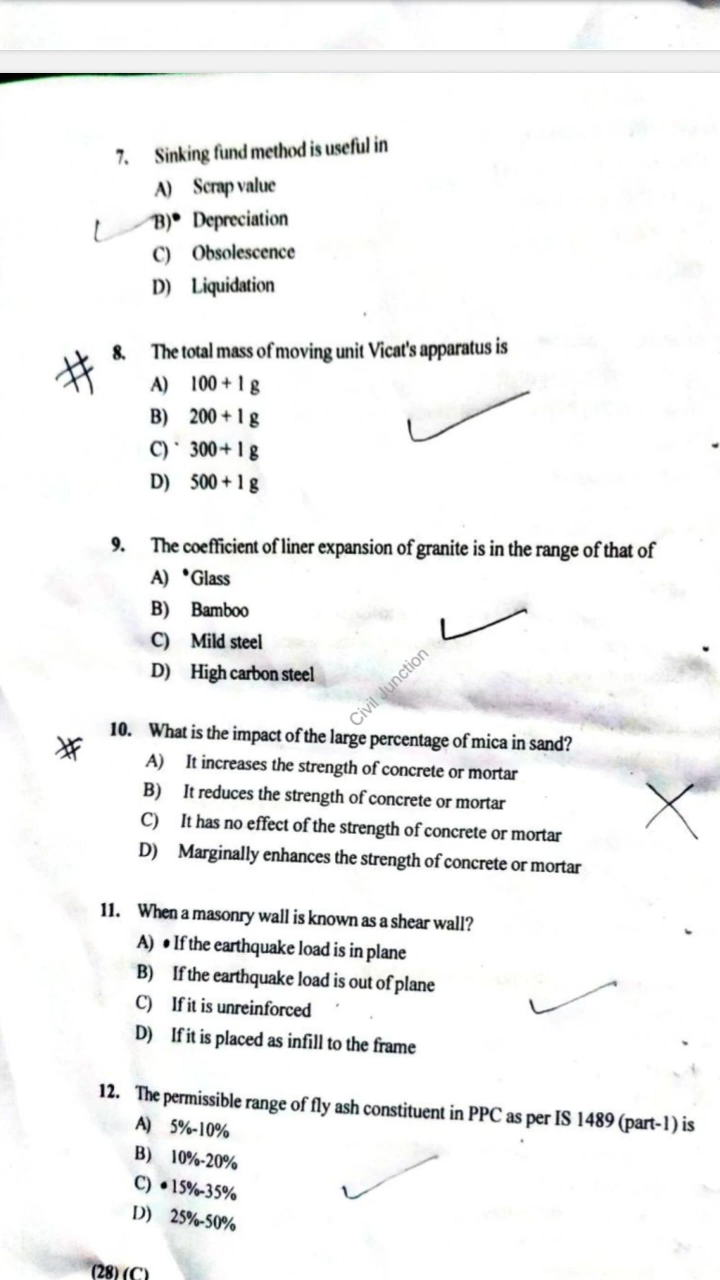 7. Sinking fund method is useful in
A) Scrap value
B) Depreciation
C) Obsolescence
D) Liquidation
8. The total mass of moving unit Vicat's apparatus is
A) 100 + 1 g
B) 200 + 1 g
C) 300 + 1 g
D) 500 + 1 g
9. The coefficient of liner expansion of granite is in the range of that of
A) Glass
B) Bamboo
C) Mild steel
D) High carbon steel
Civil Junction
10. What is the impact of the large percentage of mica in sand?
A) It increases the strength of concrete or mortar
B) It reduces the strength of concrete or mortar
C) It has no effect of the strength of concrete or mortar
D) Marginally enhances the strength of concrete or mortar
11. When a masonry wall is known as a shear wall?
A) If the earthquake load is in plane
B) If the earthquake load is out of plane
C) If it is unreinforced
D) If it is placed as infill to the frame
12. The permissible range of fly ash constituent in PPC as per IS 1489 (part-1) is
A) 5%-10%
B) 10%-20%
C) 15%-35%
D) 25%-50%
(28) (C)